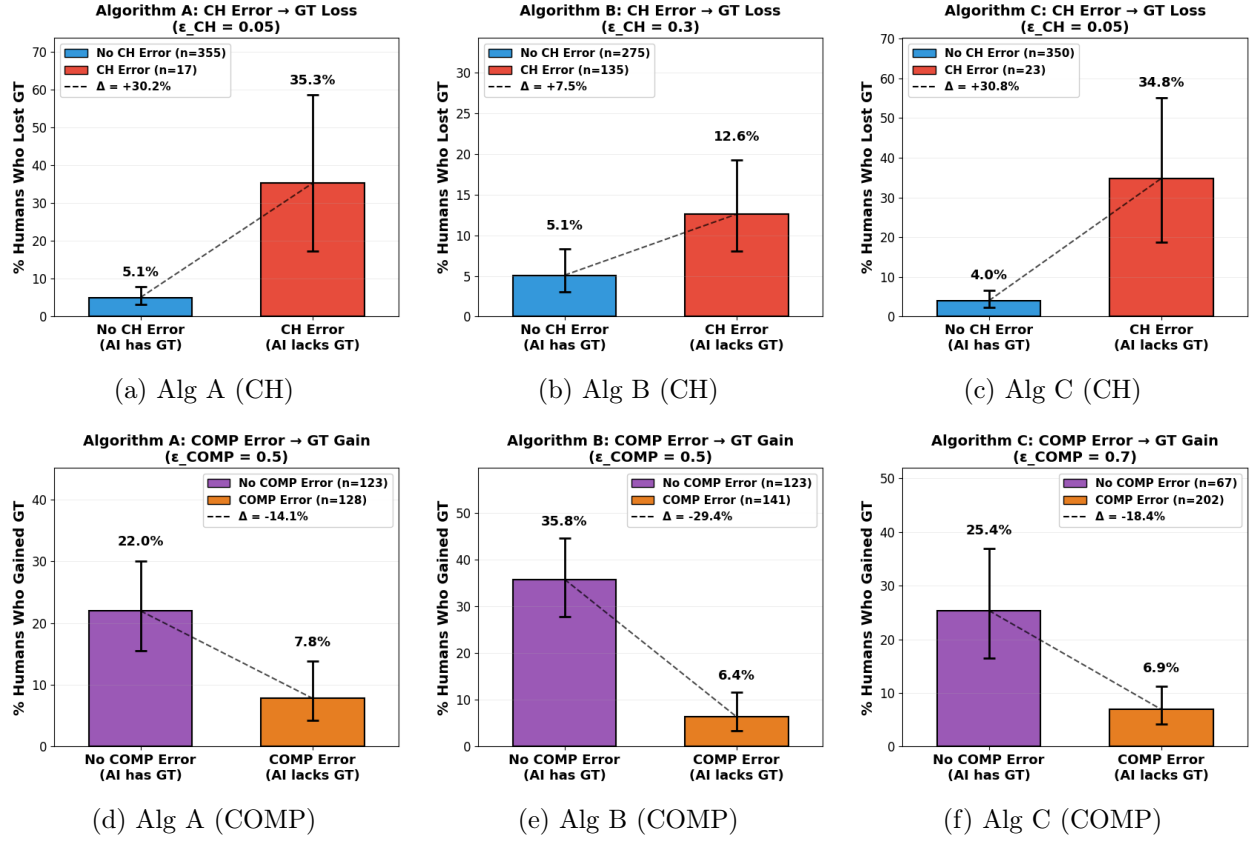 Algorithm A: CH Error → GT Loss
(ε_CH = 0.05)
% Humans Who Lost GT
70
60
50
40
30
20
10
0
No CH Error (n=355)
CH Error (n=17)
Δ = +30.2%
5.1%
35.3%
No CH Error
(AI has GT)
CH Error
(AI lacks GT)
(a) Alg A (CH)
Algorithm B: CH Error → GT Loss
(ε_CH = 0.3)
% Humans Who Lost GT
30
25
20
15
10
5
0
No CH Error (n=275)
CH Error (n=135)
Δ = +7.5%
5.1%
12.6%
No CH Error
(AI has GT)
CH Error
(AI lacks GT)
(b) Alg B (CH)
Algorithm C: CH Error → GT Loss
(ε_CH = 0.05)
% Humans Who Lost GT
70
60
50
40
30
20
10
0
No CH Error (n=350)
CH Error (n=23)
Δ = +30.8%
4.0%
34.8%
No CH Error
(AI has GT)
CH Error
(AI lacks GT)
(c) Alg C (CH)
Algorithm A: COMP Error → GT Gain
(ε_COMP = 0.5)
% Humans Who Gained GT
40
30
20
10
0
No COMP Error (n=123)
COMP Error (n=128)
Δ = -14.1%
22.0%
7.8%
No COMP Error
(AI has GT)
COMP Error
(AI lacks GT)
(d) Alg A (COMP)
Algorithm B: COMP Error → GT Gain
(ε_COMP = 0.5)
% Humans Who Gained GT
50
40
30
20
10
0
No COMP Error (n=123)
COMP Error (n=141)
Δ = -29.4%
35.8%
6.4%
No COMP Error
(AI has GT)
COMP Error
(AI lacks GT)
(e) Alg B (COMP)
Algorithm C: COMP Error → GT Gain
(ε_COMP = 0.7)
% Humans Who Gained GT
50
40
30
20
10
0
No COMP Error (n=67)
COMP Error (n=202)
Δ = -18.4%
25.4%
6.9%
No COMP Error
(AI has GT)
COMP Error
(AI lacks GT)
(f) Alg C (COMP)